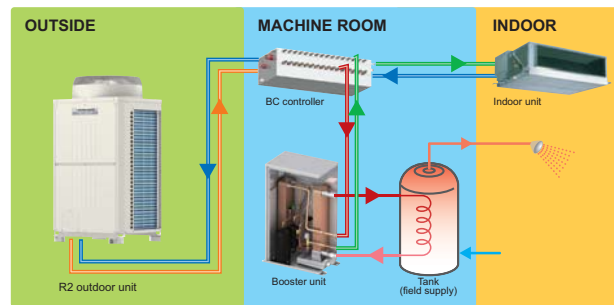 OUTSIDE
MACHINE ROOM
INDOOR
BC controller
Indoor unit
R2 outdoor unit
Booster unit
Tank
(field supply)